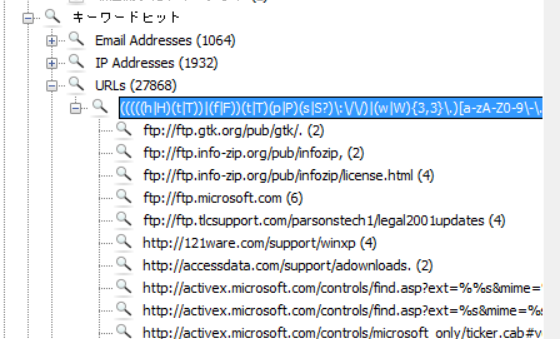 キーワードヒット
Email Addresses (1064)
IP Addresses (1932)
URLs (27868)
(((((h|H)(t|T))|(f|F))(t|T)(p|P)(s|S?)\:\/\/)|(w|W){3,3}\.)[a-zA-Z0-9\-\.
ftp://ftp.gtk.org/pub/gtk/. (2)
ftp://ftp.info-zip.org/pub/infozip, (2)
ftp://ftp.info-zip.org/pub/infozip/license.html (4)
ftp://ftp.microsoft.com (6)
ftp://ftp.tlcsupport.com/parsonstech1/legal2001updates (4)
http://121ware.com/support/winxp (4)
http://accessdata.com/support/adownloads. (2)
http://activex.microsoft.com/controls/find.asp?ext=%%s&mime=
http://activex.microsoft.com/controls/find.asp?ext=%s&mime=%s
http://activex.microsoft.com/controls/microsoft_only/ticker.cab#v